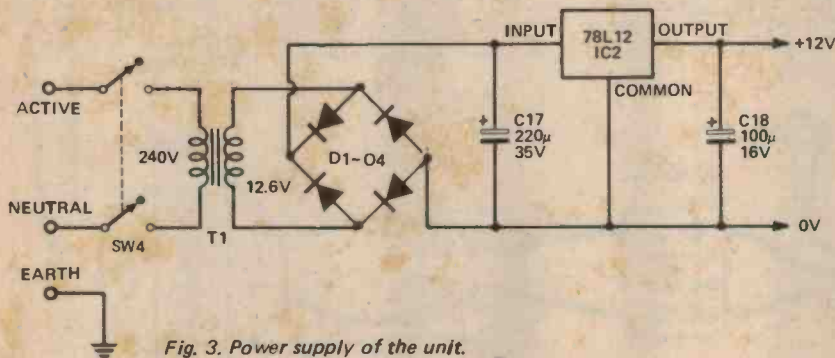 INPUT
78L12
IC2
OUTPUT
+12V
COMMON
ACTIVE
240V
12.6V
D1~O4
+
C17
220µ
35V
+
C18
100µ
16V
NEUTRAL
SW4
T1
0V
EARTH
Fig. 3. Power supply of the unit.